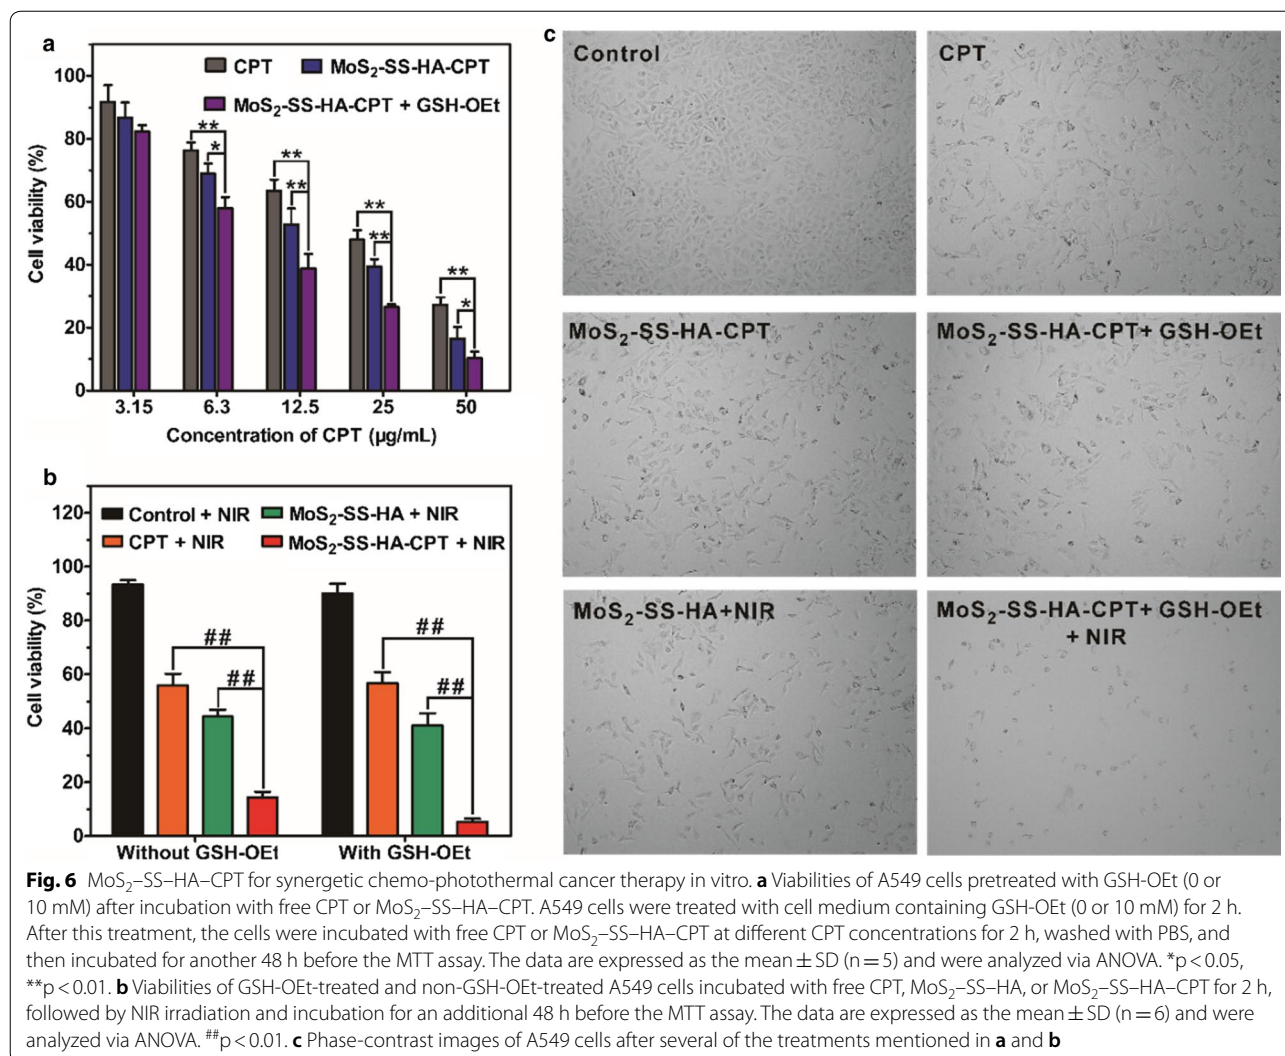 a
CPT MoS₂-SS-HA-CPT
MoS₂-SS-HA-CPT + GSH-OEt
Cell viability (%)
100
80
60
40
20
0
** * ** ** ** ** ** *
3.15 6.3 12.5 25 50
Concentration of CPT (µg/mL)
b
Control + NIR MoS₂-SS-HA + NIR
CPT + NIR MoS₂-SS-HA-CPT + NIR
Cell viability (%)
120
100
80
60
40
20
0
## ## ## ##
Without GSH-OEt With GSH-OEt
c
Control
CPT
MoS₂-SS-HA-CPT
MoS₂-SS-HA-CPT+ GSH-OEt
MoS₂-SS-HA+NIR
MoS₂-SS-HA-CPT+ GSH-OEt
+ NIR
Fig. 6 MoS₂–SS–HA–CPT for synergetic chemo-photothermal cancer therapy in vitro. a Viabilities of A549 cells pretreated with GSH-OEt (0 or
10 mM) after incubation with free CPT or MoS₂–SS–HA–CPT. A549 cells were treated with cell medium containing GSH-OEt (0 or 10 mM) for 2 h.
After this treatment, the cells were incubated with free CPT or MoS₂–SS–HA–CPT at different CPT concentrations for 2 h, washed with PBS, and
then incubated for another 48 h before the MTT assay. The data are expressed as the mean ± SD (n = 5) and were analyzed via ANOVA. *p < 0.05,
**p < 0.01. b Viabilities of GSH-OEt-treated and non-GSH-OEt-treated A549 cells incubated with free CPT, MoS₂–SS–HA, or MoS₂–SS–HA–CPT for 2 h,
followed by NIR irradiation and incubation for an additional 48 h before the MTT assay. The data are expressed as the mean ± SD (n = 6) and were
analyzed via ANOVA. ##p < 0.01. c Phase-contrast images of A549 cells after several of the treatments mentioned in a and b